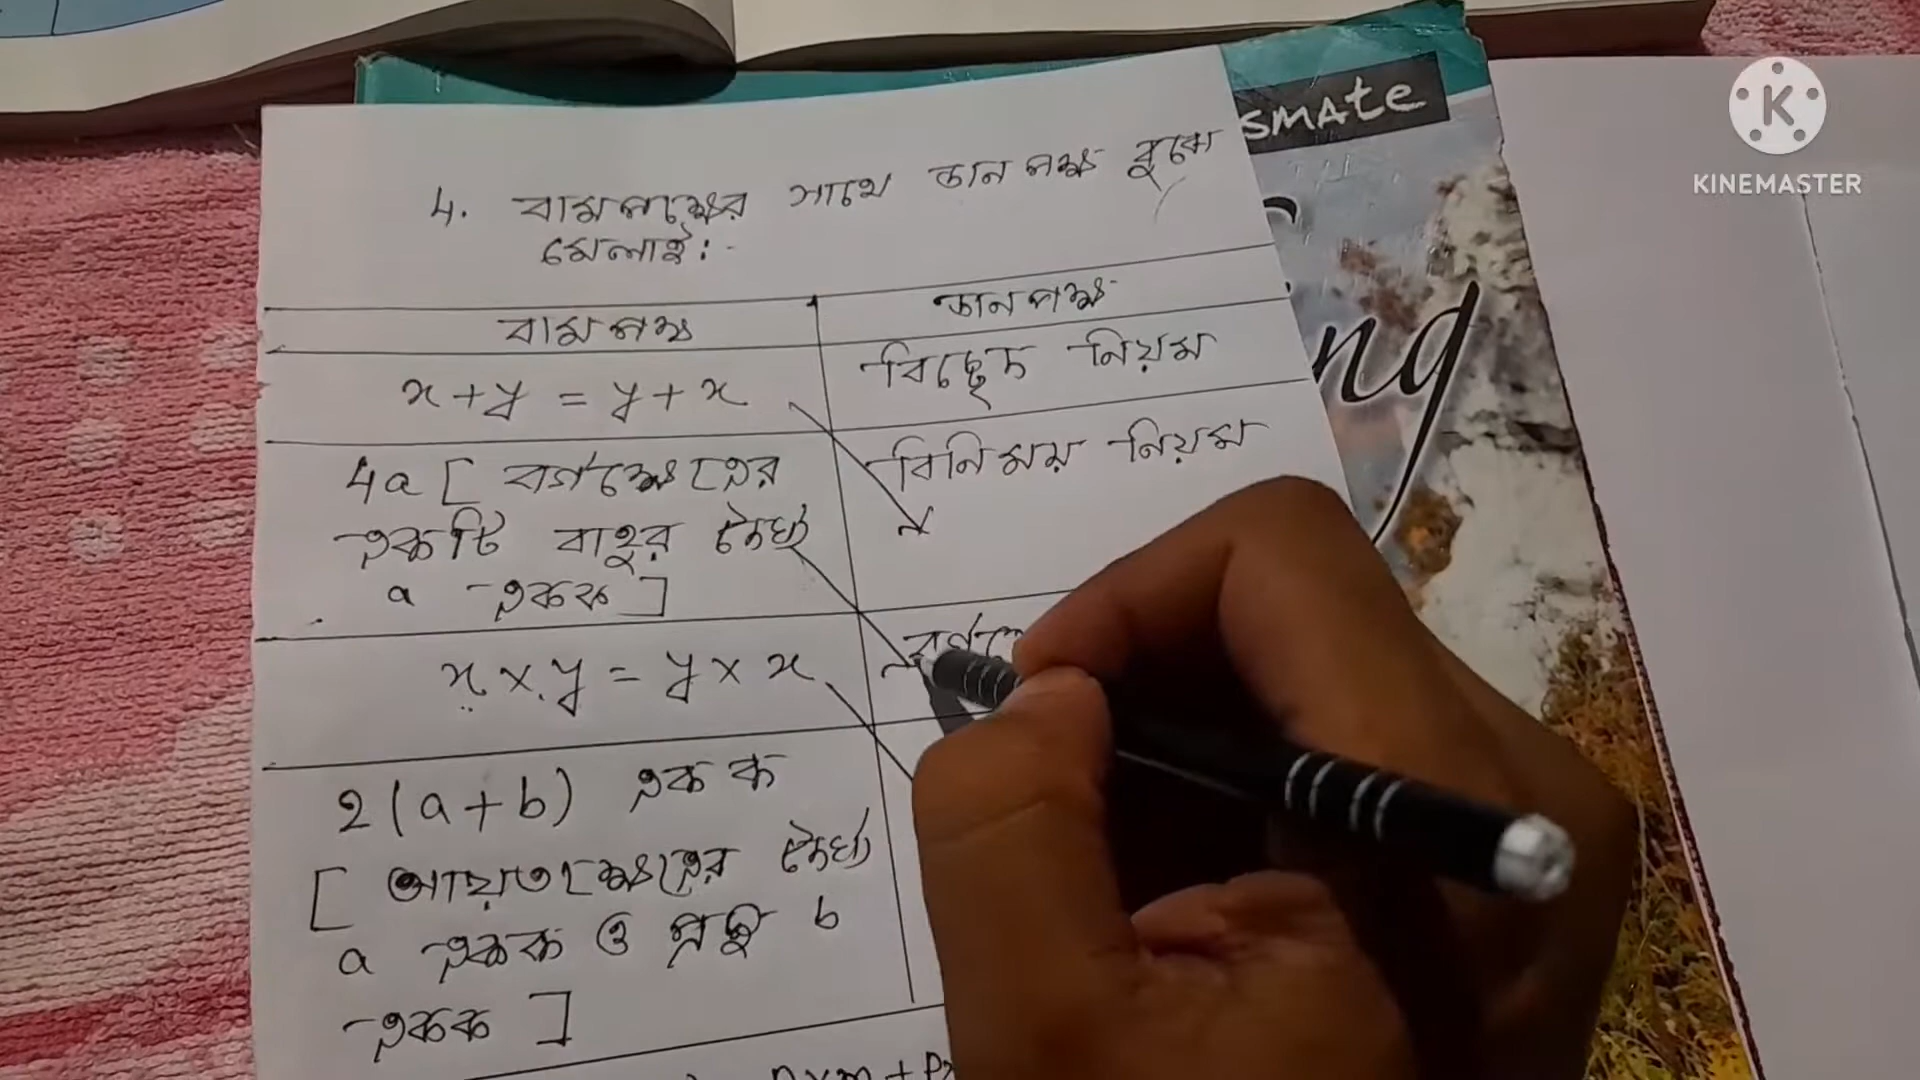 smate
KINEMASTER
ng
4. বামপক্ষের সাথে ডানপক্ষ বুঝে
মেলাই:-
বামপক্ষ
ডানপক্ষ
x+y = y+x
বিচ্ছেদ নিয়ম
4a [ বর্গক্ষেত্রের
বিনিময় নিয়ম
একটি বাহুর দৈর্ঘ্য
a একক ]
x × y = y × x
2(a+b) একক
[ আয়তক্ষেত্রের দৈর্ঘ্য
a একক ও প্রস্থ b
একক ]